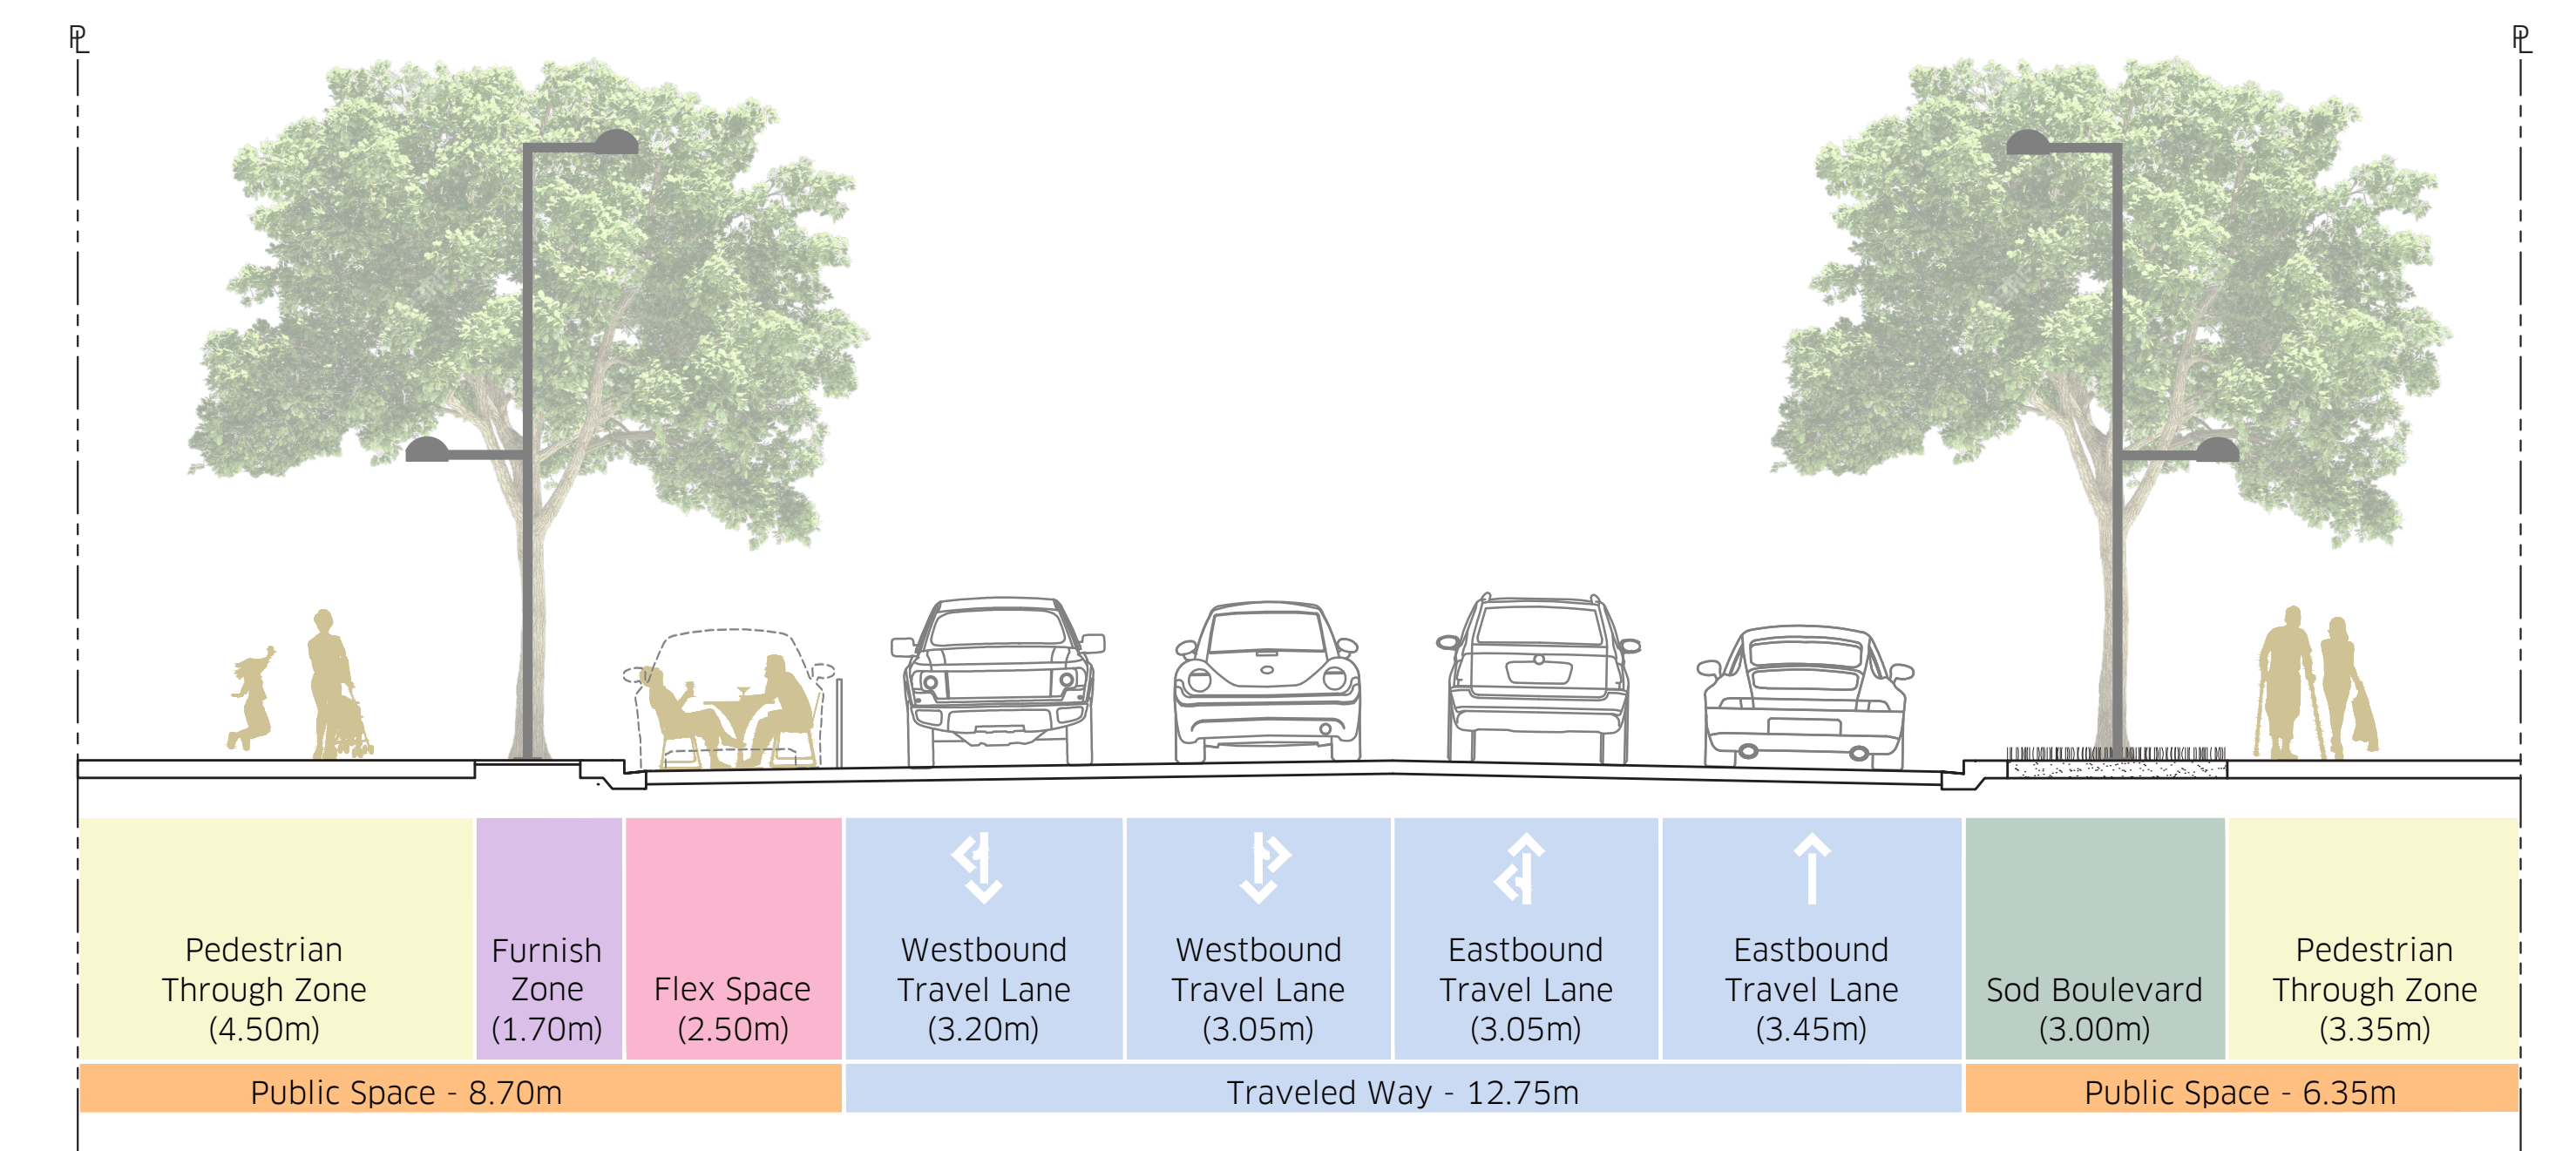 PL
PL
Pedestrian
Through Zone
(4.50m)
Furnish
Zone
(1.70m)
Flex Space
(2.50m)
Westbound
Travel Lane
(3.20m)
Westbound
Travel Lane
(3.05m)
Eastbound
Travel Lane
(3.05m)
Eastbound
Travel Lane
(3.45m)
Sod Boulevard
(3.00m)
Pedestrian
Through Zone
(3.35m)
Public Space - 8.70m
Traveled Way - 12.75m
Public Space - 6.35m